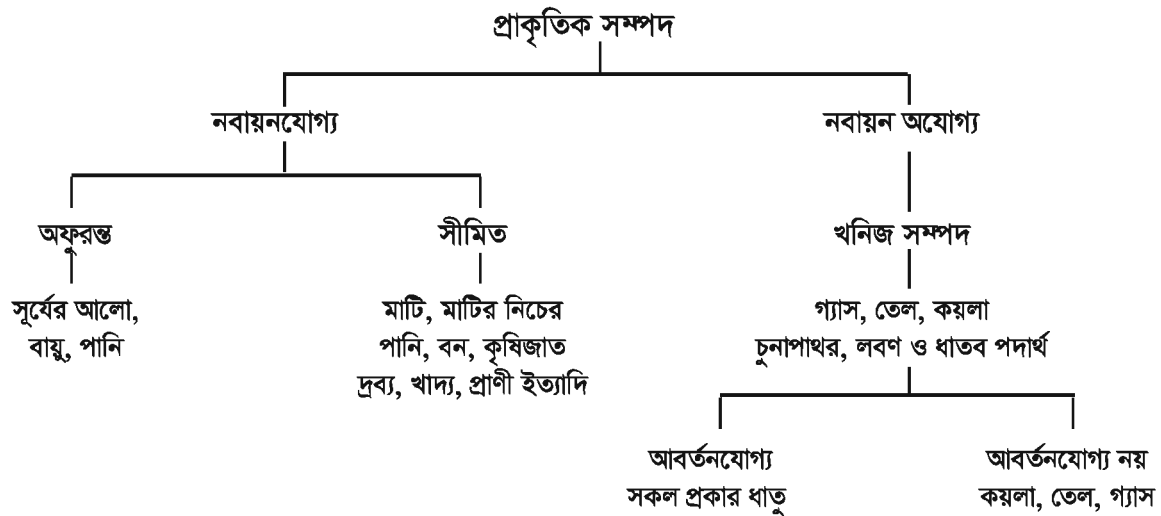 প্রাকৃতিক সম্পদ
নবায়নযোগ্য
নবায়ন অযোগ্য
অফুরন্ত
সীমিত
খনিজ সম্পদ
সূর্যের আলো,
বায়ু, পানি
মাটি, মাটির নিচের
পানি, বন, কৃষিজাত
দ্রব্য, খাদ্য, প্রাণী ইত্যাদি
গ্যাস, তেল, কয়লা
চুনাপাথর, লবণ ও ধাতব পদার্থ
আবর্তনযোগ্য
সকল প্রকার ধাতু
আবর্তনযোগ্য নয়
কয়লা, তেল, গ্যাস